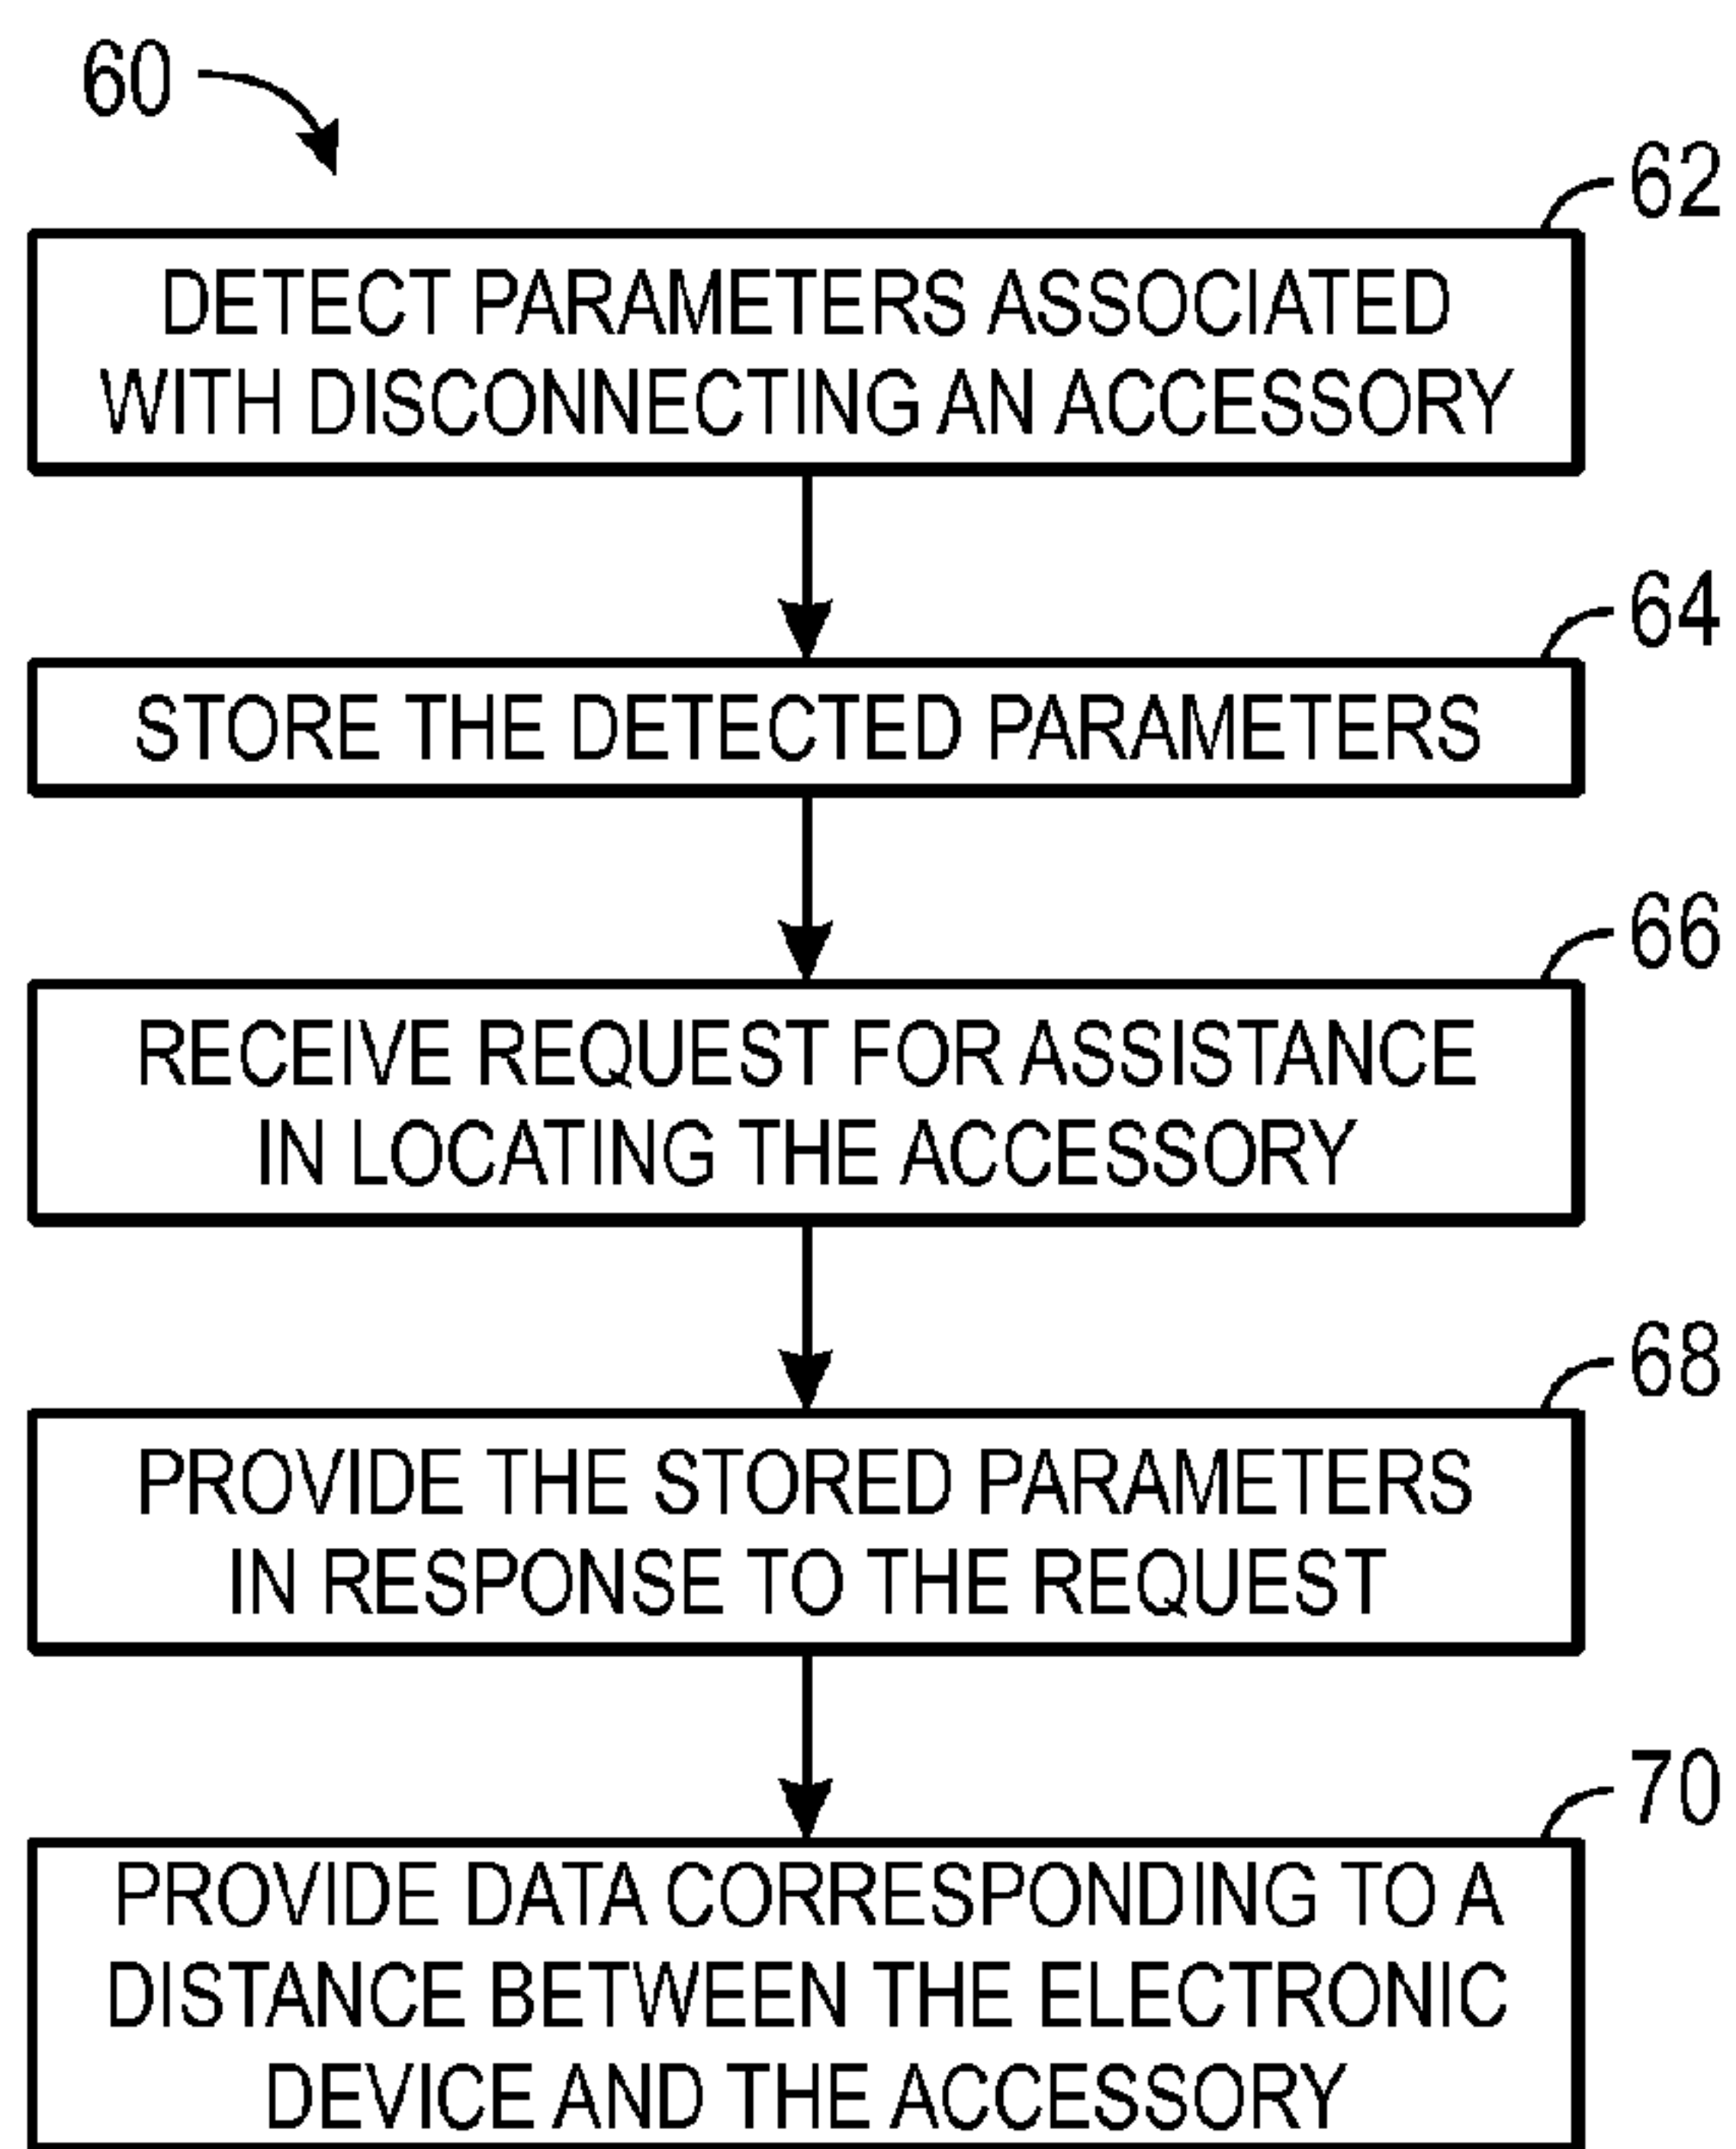 60
62
DETECT PARAMETERS ASSOCIATED
WITH DISCONNECTING AN ACCESSORY
64
STORE THE DETECTED PARAMETERS
66
RECEIVE REQUEST FOR ASSISTANCE
IN LOCATING THE ACCESSORY
68
PROVIDE THE STORED PARAMETERS
IN RESPONSE TO THE REQUEST
70
PROVIDE DATA CORRESPONDING TO A
DISTANCE BETWEEN THE ELECTRONIC
DEVICE AND THE ACCESSORY